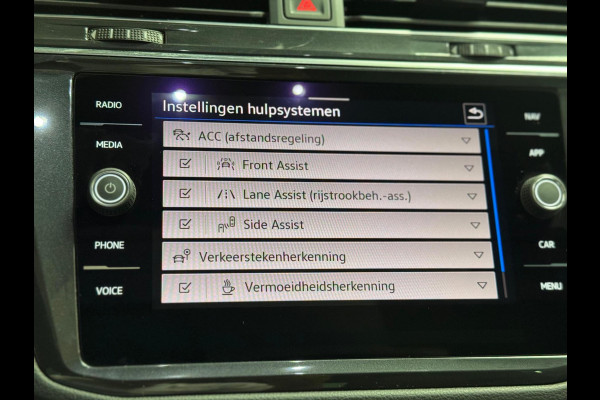 RADIO
MEDIA
PHONE
VOICE
Instellingen hulpsystemen
ACC (afstandsregeling)
Front Assist
Lane Assist (rijstrookbeh.-ass.)
Side Assist
Verkeerstekenherkenning
Vermoeidheidsherkenning
NAV
APP
CAR
MENU